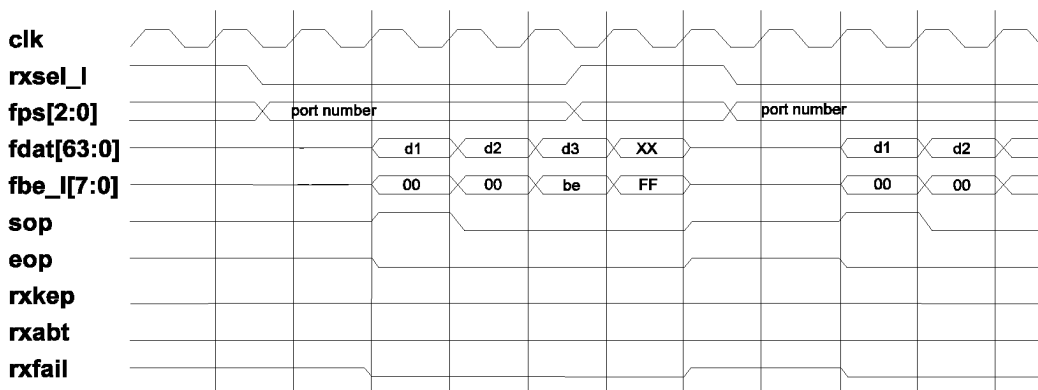 clk
rxsel_l
fps[2:0] port number port number
fdat[63:0] d1 d2 d3 XX d1 d2
fbe_l[7:0] 00 00 be FF 00 00
sop
eop
rxkep
rxabt
rxfail